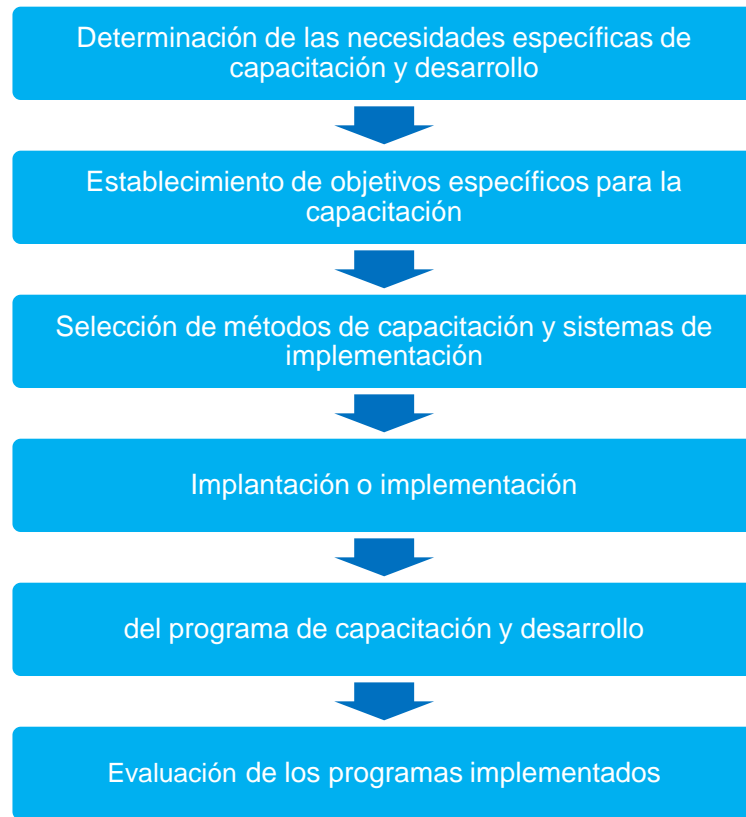 Determinación de las necesidades específicas de
capacitación y desarrollo
Establecimiento de objetivos específicos para la
capacitación
Selección de métodos de capacitación y sistemas de
implementación
Implantación o implementación
del programa de capacitación y desarrollo
Evaluación de los programas implementados